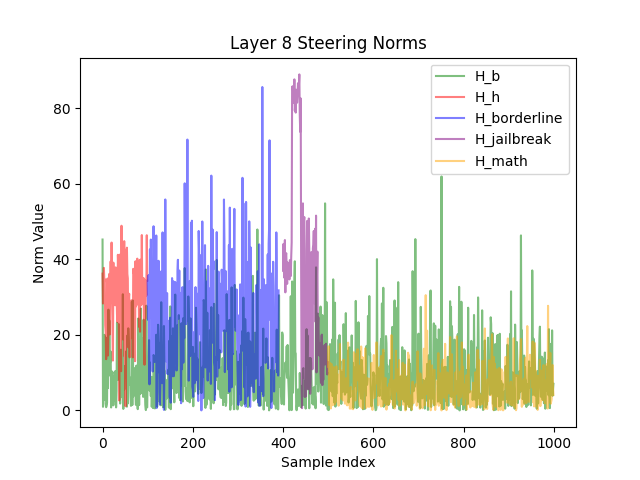 Layer 8 Steering Norms
H_b
H_h
H_borderline
H_jailbreak
H_math
Norm Value
80
60
40
20
0
0 200 400 600 800 1000
Sample Index